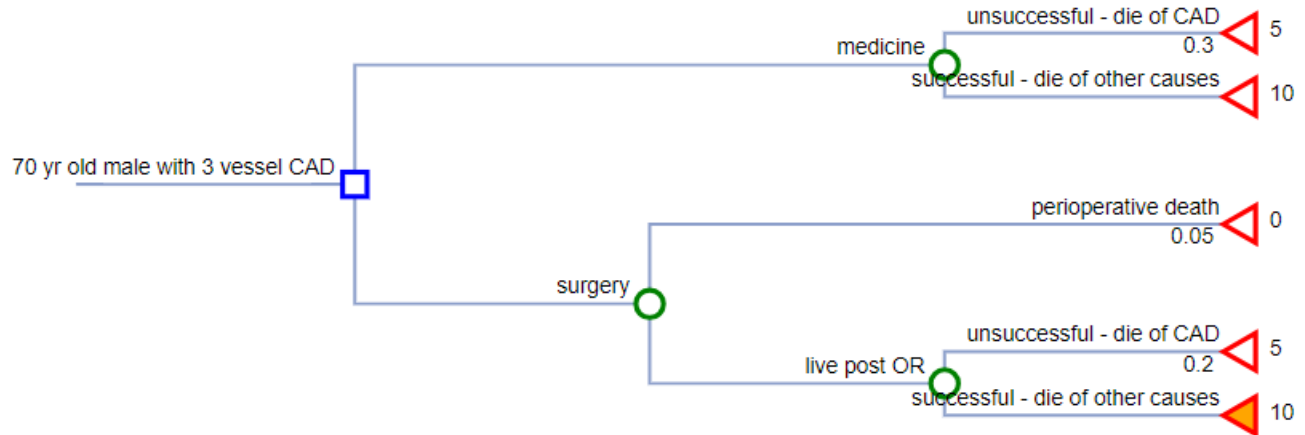 unsuccessful - die of CAD
5
0.3
medicine
successful - die of other causes
10
70 yr old male with 3 vessel CAD
perioperative death
0
0.05
surgery
unsuccessful - die of CAD
5
0.2
live post OR
successful - die of other causes
10